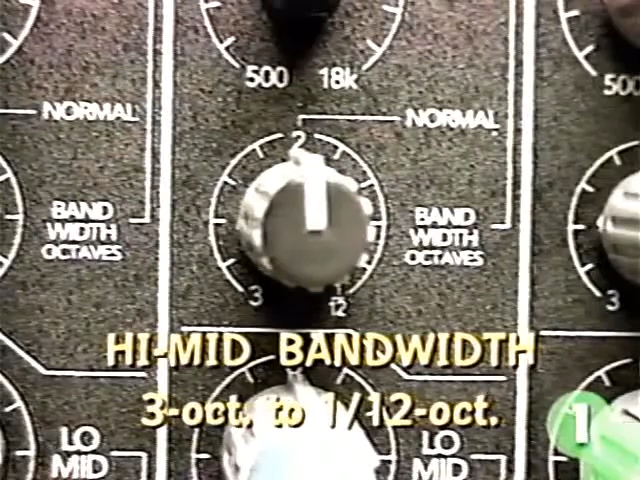 500 18k
500
NORMAL
NORMAL
2
BAND
WIDTH
OCTAVES
BAND
WIDTH
OCTAVES
3
1
12
3
HI-MID BANDWIDTH
3-oct. to 1/12-oct.
1
LO
MID
LO
MID